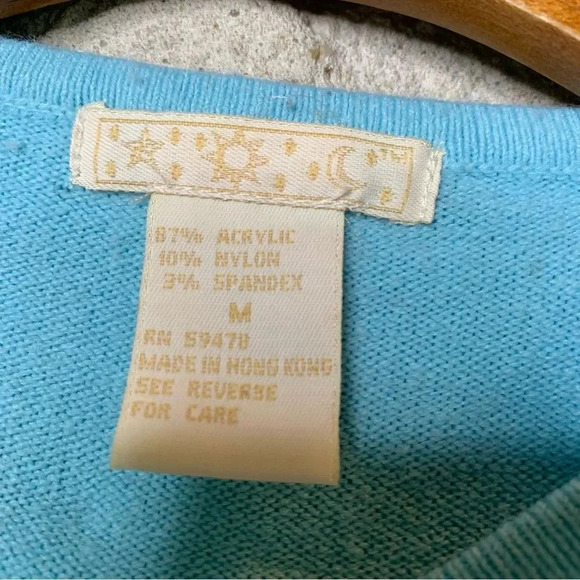 TM
87% ACRYLIC
10% NYLON
3% SPANDEX
M
RN 59478
MADE IN HONG KONG
SEE REVERSE
FOR CARE